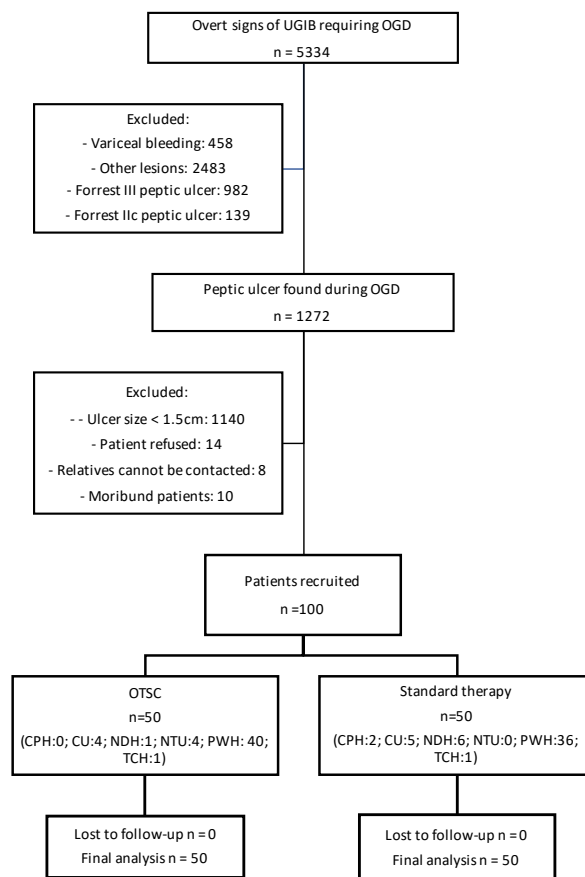 Overt signs of UGIB requiring OGD
n = 5334
Excluded:
- Variceal bleeding: 458
- Other lesions: 2483
- Forrest III peptic ulcer: 982
- Forrest IIc peptic ulcer: 139
Peptic ulcer found during OGD
n = 1272
Excluded:
- - Ulcer size < 1.5cm: 1140
- Patient refused: 14
- Relatives cannot be contacted: 8
- Moribund patients: 10
Patients recruited
n =100
OTSC
n=50
(CPH:0; CU:4; NDH:1; NTU:4; PWH: 40;
TCH:1)
Standard therapy
n=50
(CPH:2; CU:5; NDH:6; NTU:0; PWH:36;
TCH:1)
Lost to follow-up n = 0
Final analysis n = 50
Lost to follow-up n = 0
Final analysis n = 50